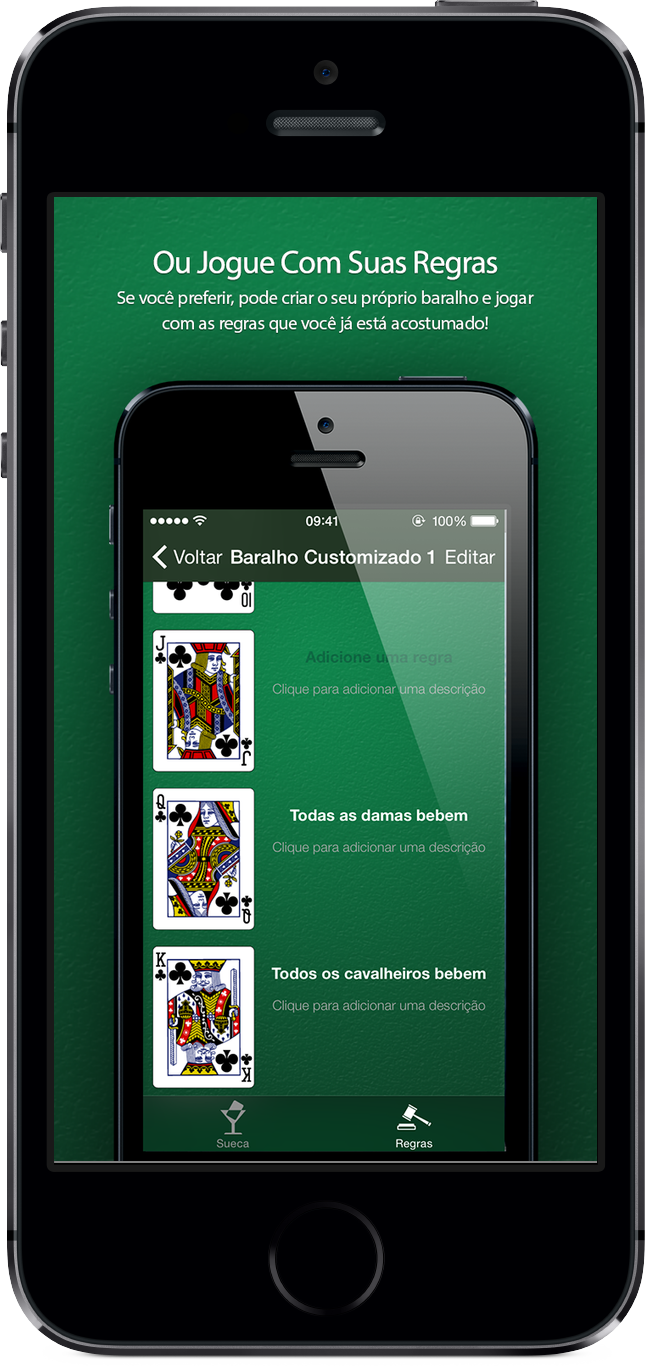 Ou Jogue Com Suas Regras
Se você preferir, pode criar o seu próprio baralho e jogar
com as regras que você já está acostumado!
09:41 100%
Voltar Baralho Customizado 1 Editar
10
J
Adicione uma regra
Clique para adicionar uma descrição
J
Q
Todas as damas bebem
Clique para adicionar uma descrição
Q
K
Todos os cavalheiros bebem
Clique para adicionar uma descrição
K
Sueca Regras